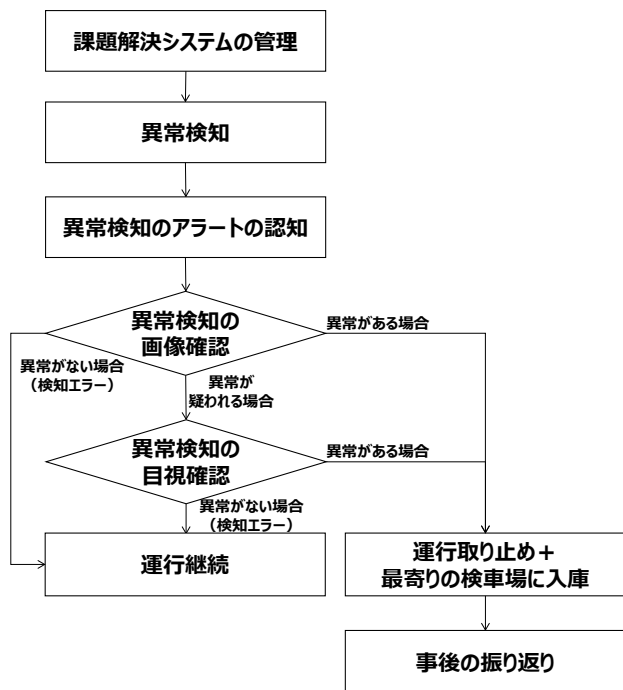 課題解決システムの管理
異常検知
異常検知のアラートの認知
異常検知の
画像確認
異常がある場合
異常がない場合
（検知エラー）
異常が
疑われる場合
異常検知の
目視確認
異常がある場合
異常がない場合
（検知エラー）
運行継続
運行取り止め＋
最寄りの検車場に入庫
事後の振り返り